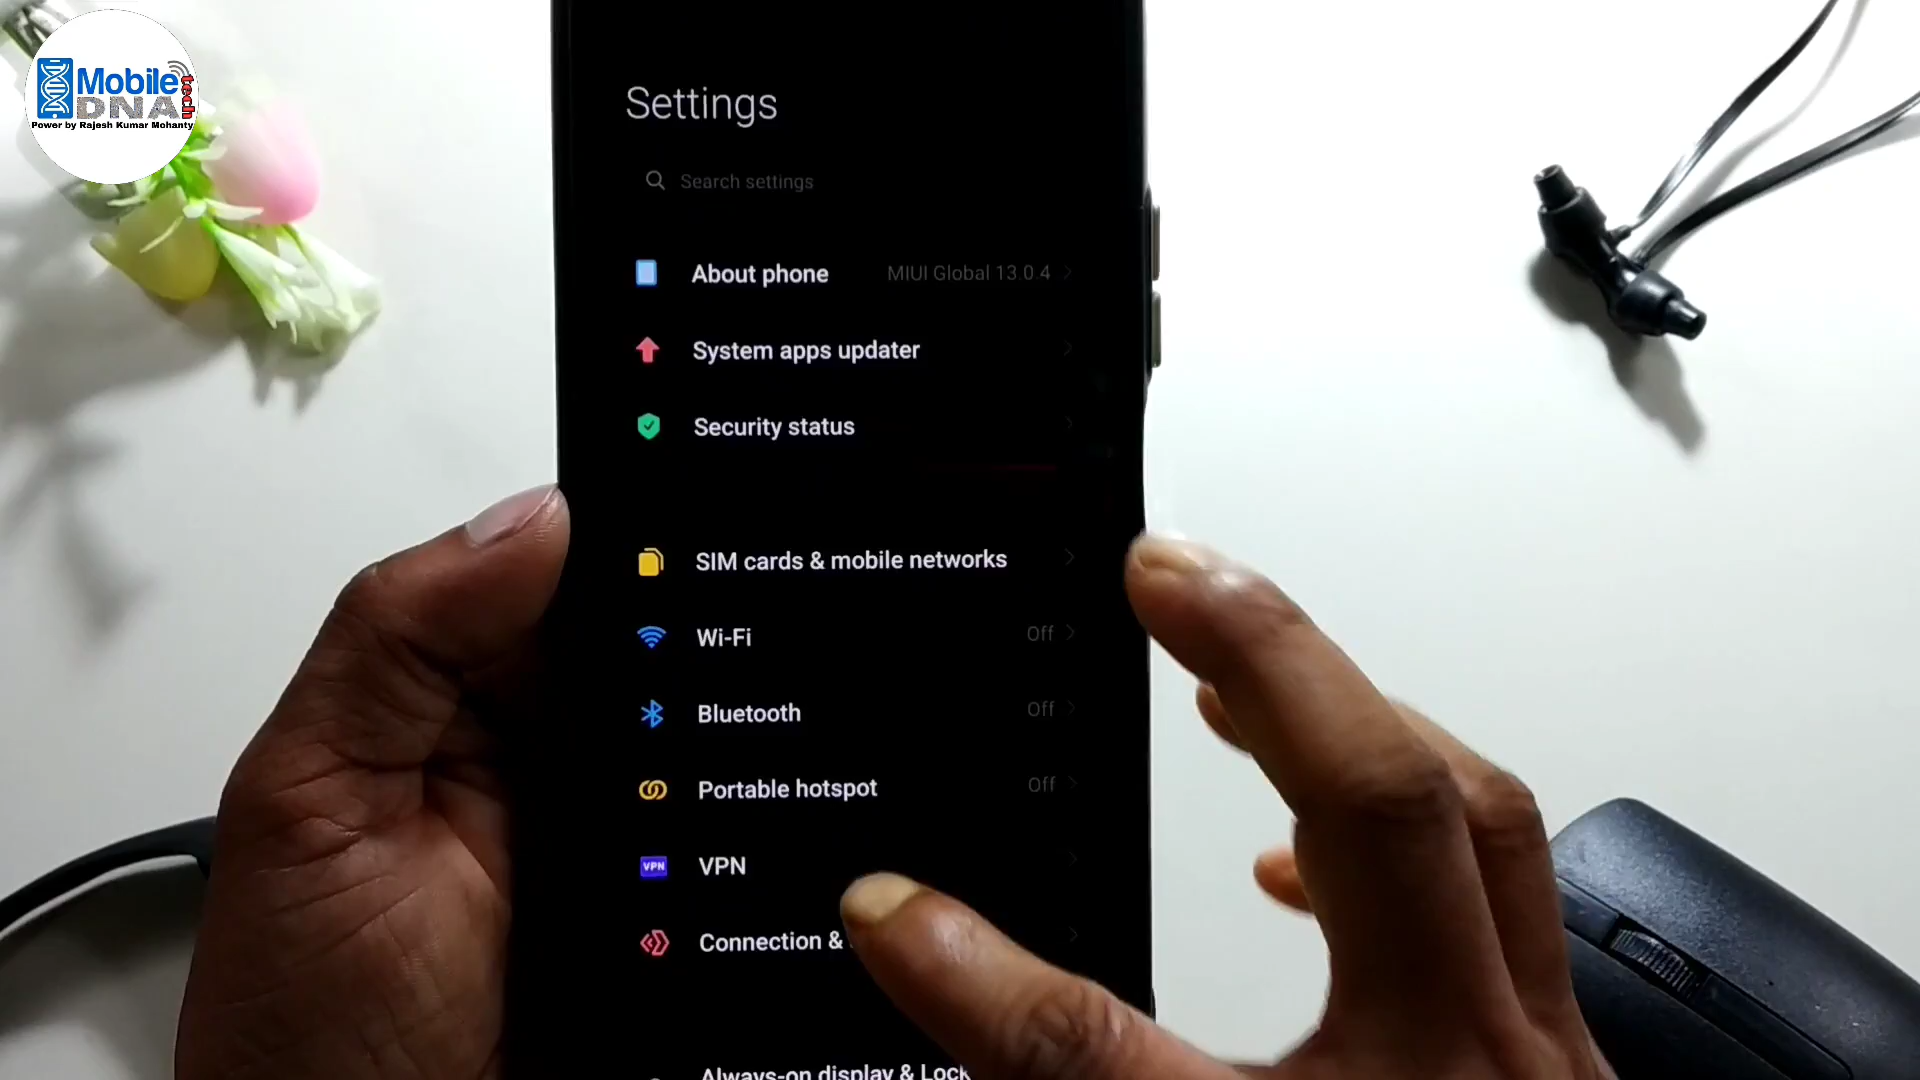 Mobile
DNA
tech
Power by Rajesh Kumar Mohanty
Settings
Search settings
About phone MIUI Global 13.0.4
System apps updater
Security status
SIM cards & mobile networks
Wi-Fi Off
Bluetooth Off
Portable hotspot Off
VPN VPN
Connection &
Always-on display & Lock